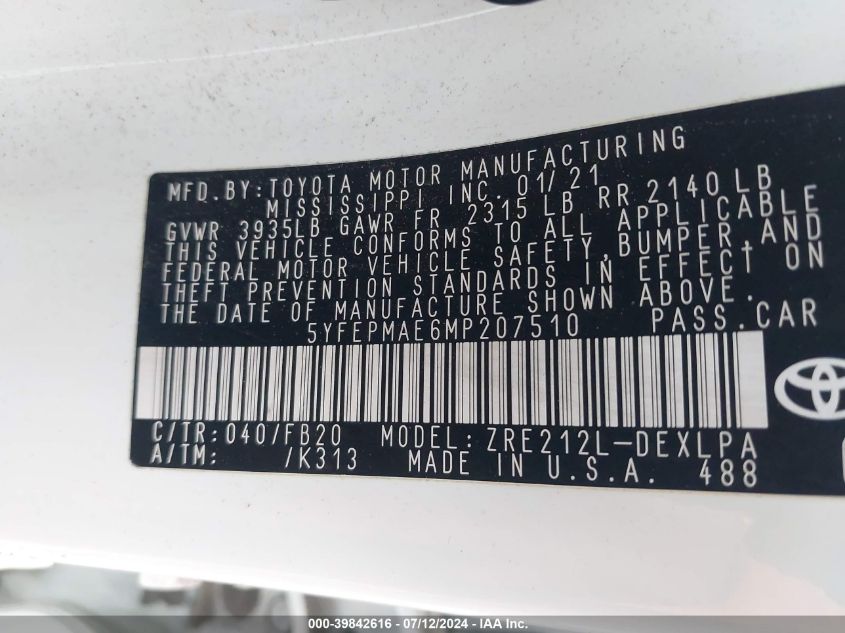 MFD. BY: TOYOTA MOTOR MANUFACTURING
MISSISSIPPI INC. 01/21
GVWR 3935LB GAWR FR 2315 LB RR 2140 LB
THIS VEHICLE CONFORMS TO ALL APPLICABLE
FEDERAL MOTOR VEHICLE SAFETY, BUMPER, AND
THEFT PREVENTION STANDARDS IN EFFECT ON
THE DATE OF MANUFACTURE SHOWN ABOVE.
5YFEPMAE6MP207510 PASS. CAR
C/TR: 040/FB20 MODEL: ZRE212L-DEXLPA
A/TM: /K313 MADE IN U.S.A. 488
000-39842616 - 07/12/2024 - IAA Inc.